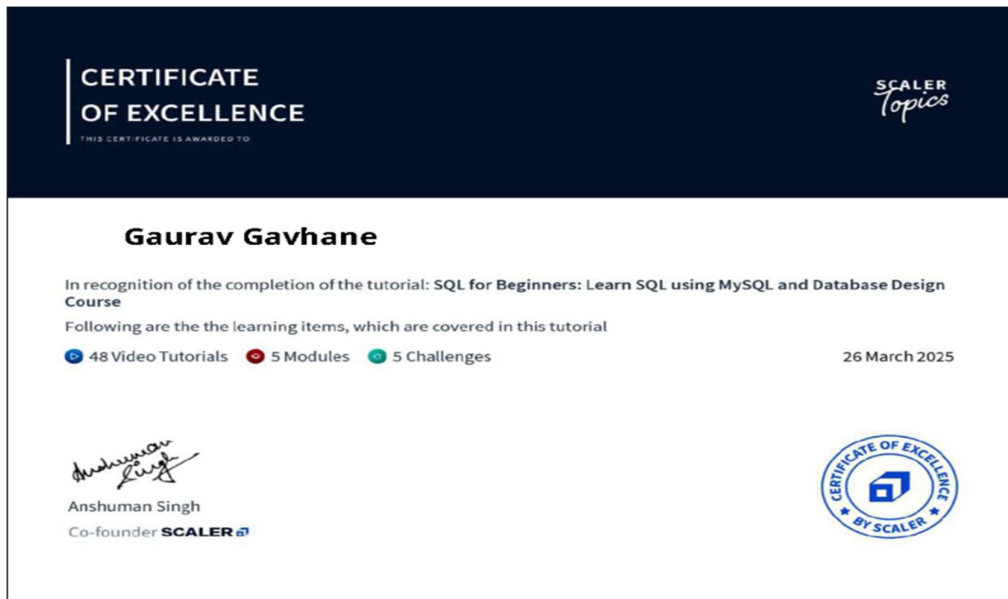 CERTIFICATE
OF EXCELLENCE
THIS CERTIFICATE IS AWARDED TO
SCALER
Topics
Gaurav Gavhane
In recognition of the completion of the tutorial: SQL for Beginners: Learn SQL using MySQL and Database Design
Course
Following are the the learning items, which are covered in this tutorial
48 Video Tutorials 5 Modules 5 Challenges
26 March 2025
Anshuman
Singh
Anshuman Singh
Co-founder SCALER
CERTIFICATE OF EXCELLENCE
BY SCALER